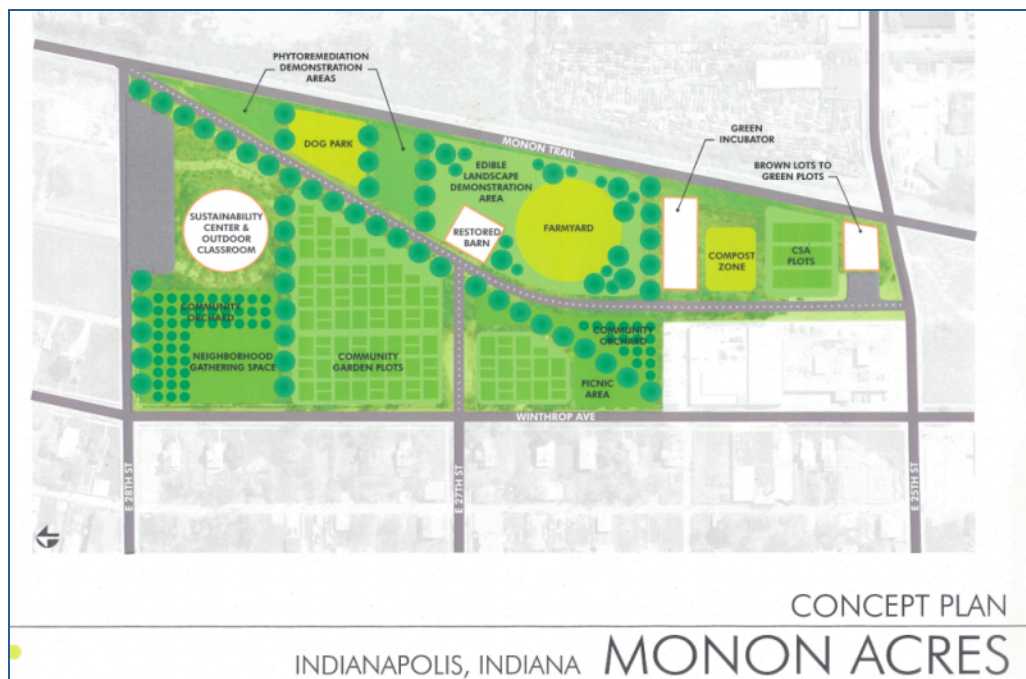 PHYTOREMEDIATION
DEMONSTRATION
AREAS
DOG PARK
MONON TRAIL
GREEN
INCUBATOR
BROWN LOTS TO
GREEN PLOTS
EDIBLE
LANDSCAPE
DEMONSTRATION
AREA
SUSTAINABILITY
CENTER &
OUTDOOR
CLASSROOM
RESTORED
BARN
FARMYARD
COMPOST
ZONE
CSA
PLOTS
COMMUNITY
ORCHARD
NEIGHBORHOOD
GATHERING SPACE
COMMUNITY
GARDEN PLOTS
COMMUNITY
ORCHARD
PICNIC
AREA
WINTHROP AVE
E 28TH ST
E 27TH ST
E 25TH ST
CONCEPT PLAN
INDIANAPOLIS, INDIANA MONON ACRES